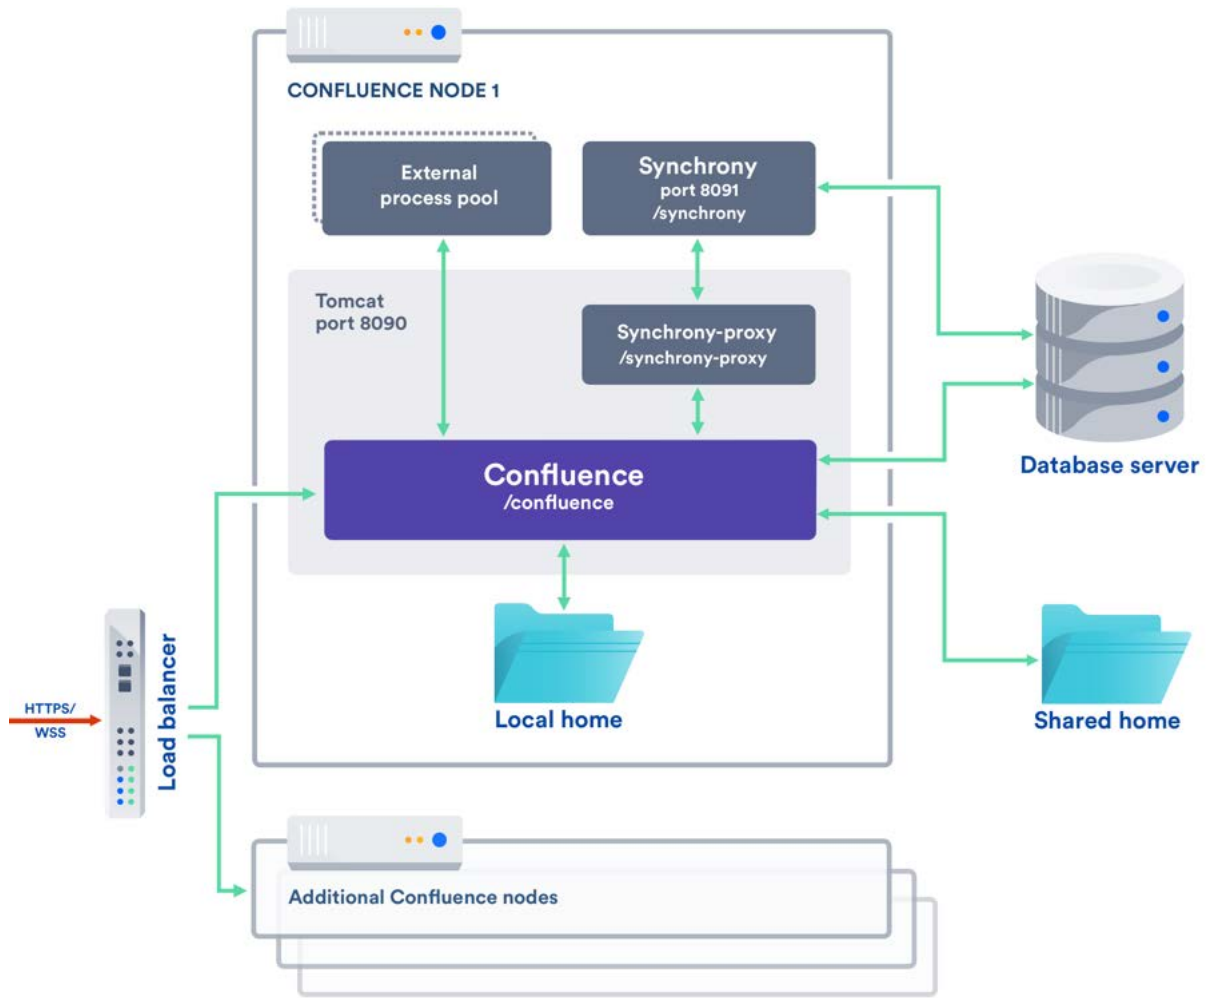 CONFLUENCE NODE 1
External
process pool
Synchrony
port 8091
/synchrony
Tomcat
port 8090
Synchrony-proxy
/synchrony-proxy
Confluence
/confluence
Database server
Local home
Shared home
HTTPS/
WSS
Load balancer
Additional Confluence nodes